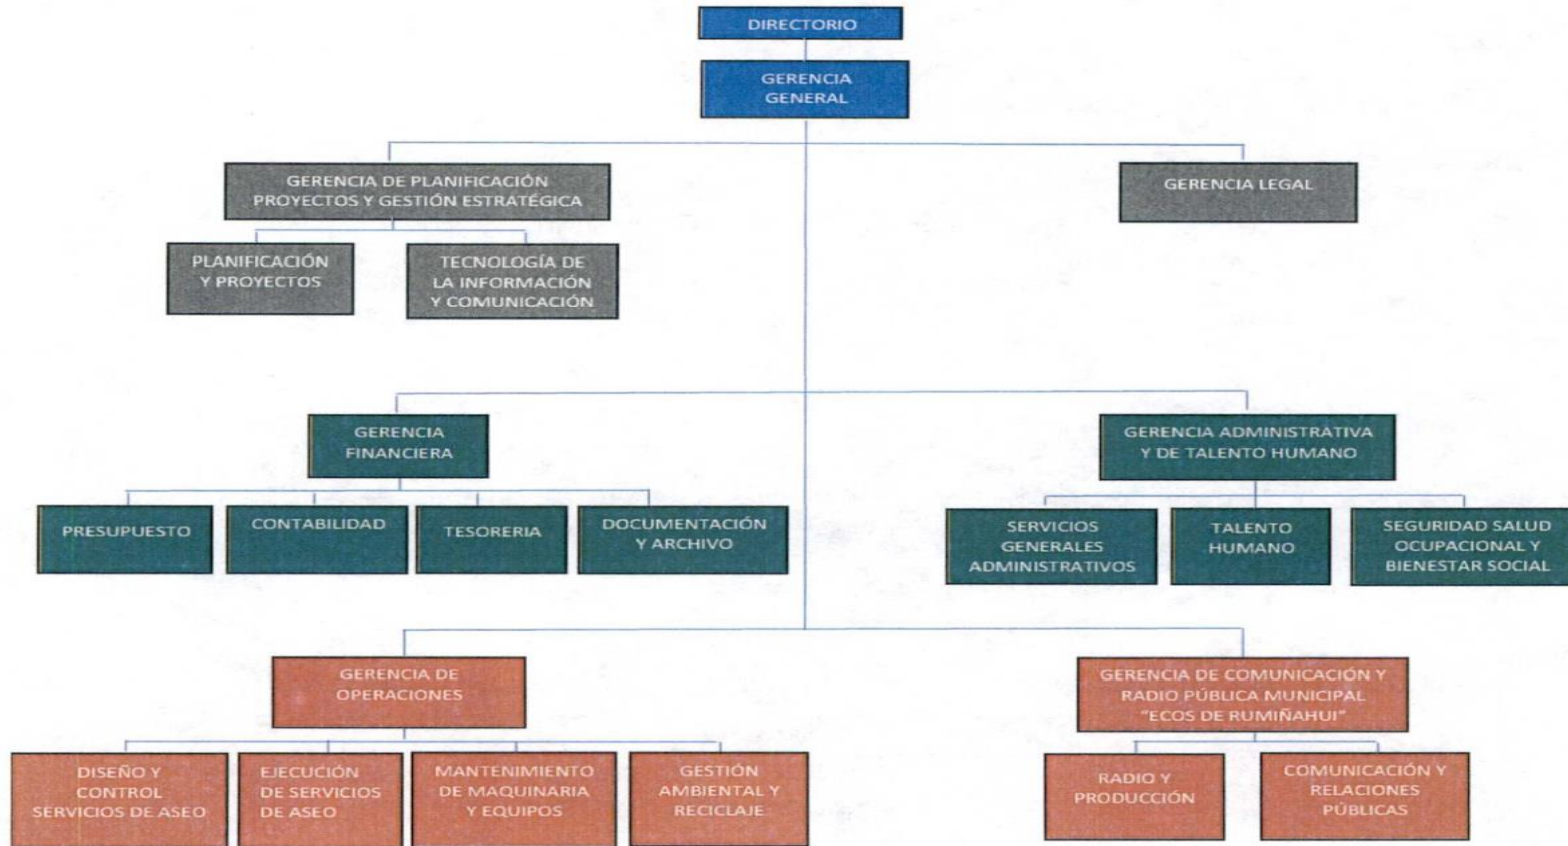 DIRECTORIO
GERENCIA
GENERAL
GERENCIA DE PLANIFICACIÓN
PROYECTOS Y GESTIÓN ESTRATÉGICA
GERENCIA LEGAL
PLANIFICACIÓN
Y PROYECTOS
TECNOLOGÍA DE
LA INFORMACIÓN
Y COMUNICACIÓN
GERENCIA
FINANCIERA
GERENCIA ADMINISTRATIVA
Y DE TALENTO HUMANO
PRESUPUESTO
CONTABILIDAD
TESORERIA
DOCUMENTACIÓN
Y ARCHIVO
SERVICIOS
GENERALES
ADMINISTRATIVOS
TALENTO
HUMANO
SEGURIDAD SALUD
OCUPACIONAL Y
BIENESTAR SOCIAL
GERENCIA DE
OPERACIONES
GERENCIA DE COMUNICACIÓN Y
RADIO PÚBLICA MUNICIPAL
"ECOS DE RUMIÑAHUI"
DISEÑO Y
CONTROL
SERVICIOS DE ASEO
EJECUCIÓN
DE SERVICIOS
DE ASEO
MANTENIMIENTO
DE MAQUINARIA
Y EQUIPOS
GESTIÓN
AMBIENTAL Y
RECICLAJE
RADIO Y
PRODUCCIÓN
COMUNICACIÓN Y
RELACIONES
PÚBLICAS